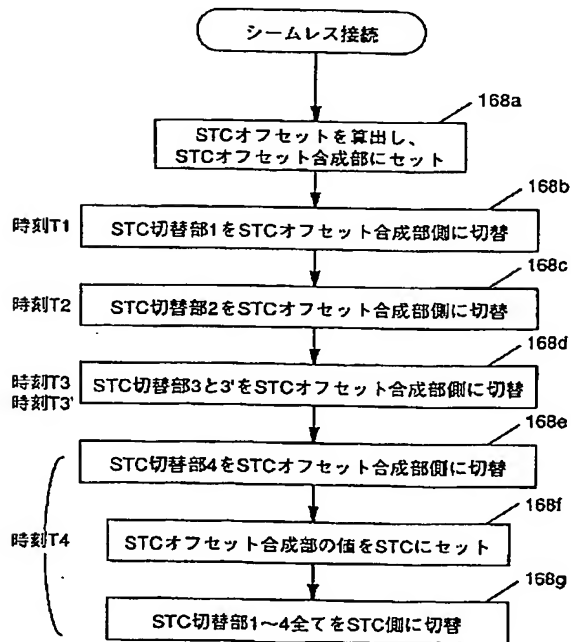 シームレス接続
168a
STCオフセットを算出し、
STCオフセット合成部にセット
168b
時刻T1
STC切替部1をSTCオフセット合成部側に切替
168c
時刻T2
STC切替部2をSTCオフセット合成部側に切替
168d
時刻T3
時刻T3'
STC切替部3と3'をSTCオフセット合成部側に切替
168e
STC切替部4をSTCオフセット合成部側に切替
時刻T4
168f
STCオフセット合成部の値をSTCにセット
168g
STC切替部1〜4全てをSTC側に切替